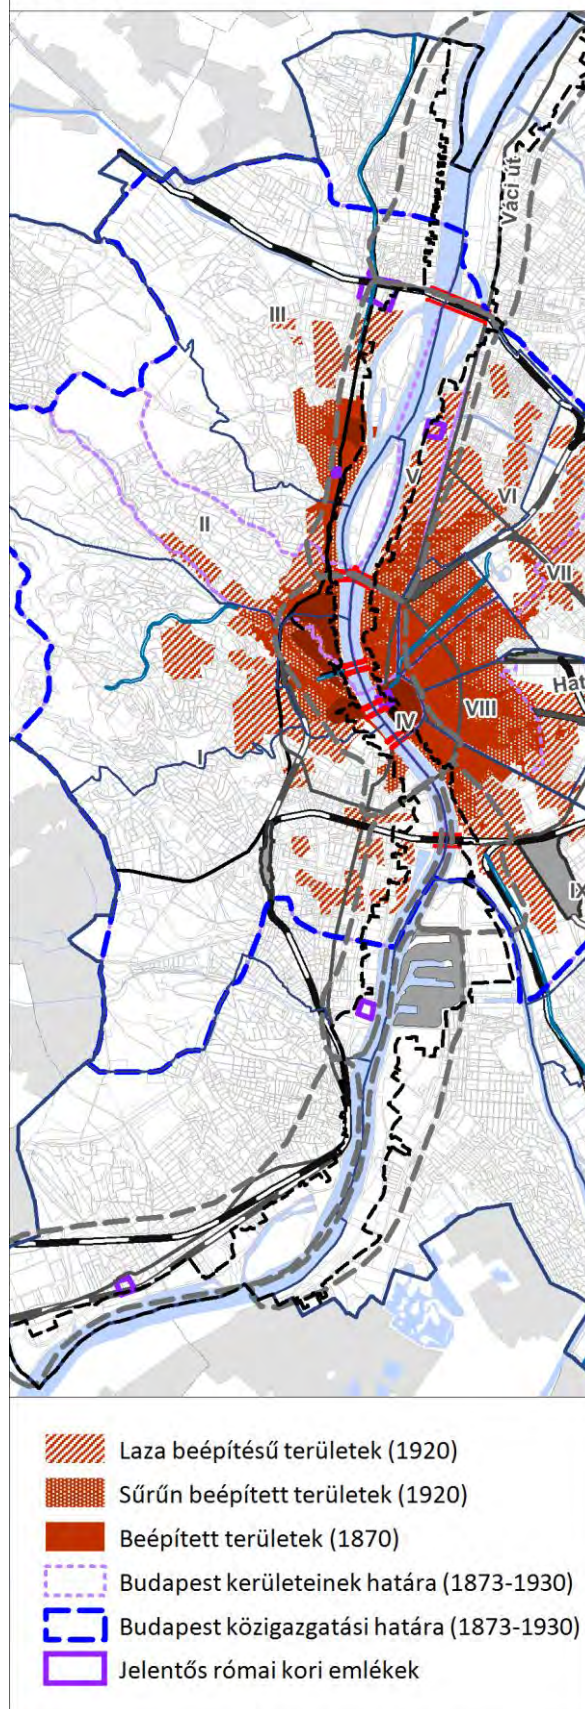 Váci út
III
V
VI
II
VII
Hat
VIII
IV
I
IX
Laza beépítésű területek (1920)
Sűrűn beépített területek (1920)
Beépített területek (1870)
Budapest kerületeinek határa (1873-1930)
Budapest közigazgatási határa (1873-1930)
Jelentős római kori emlékek